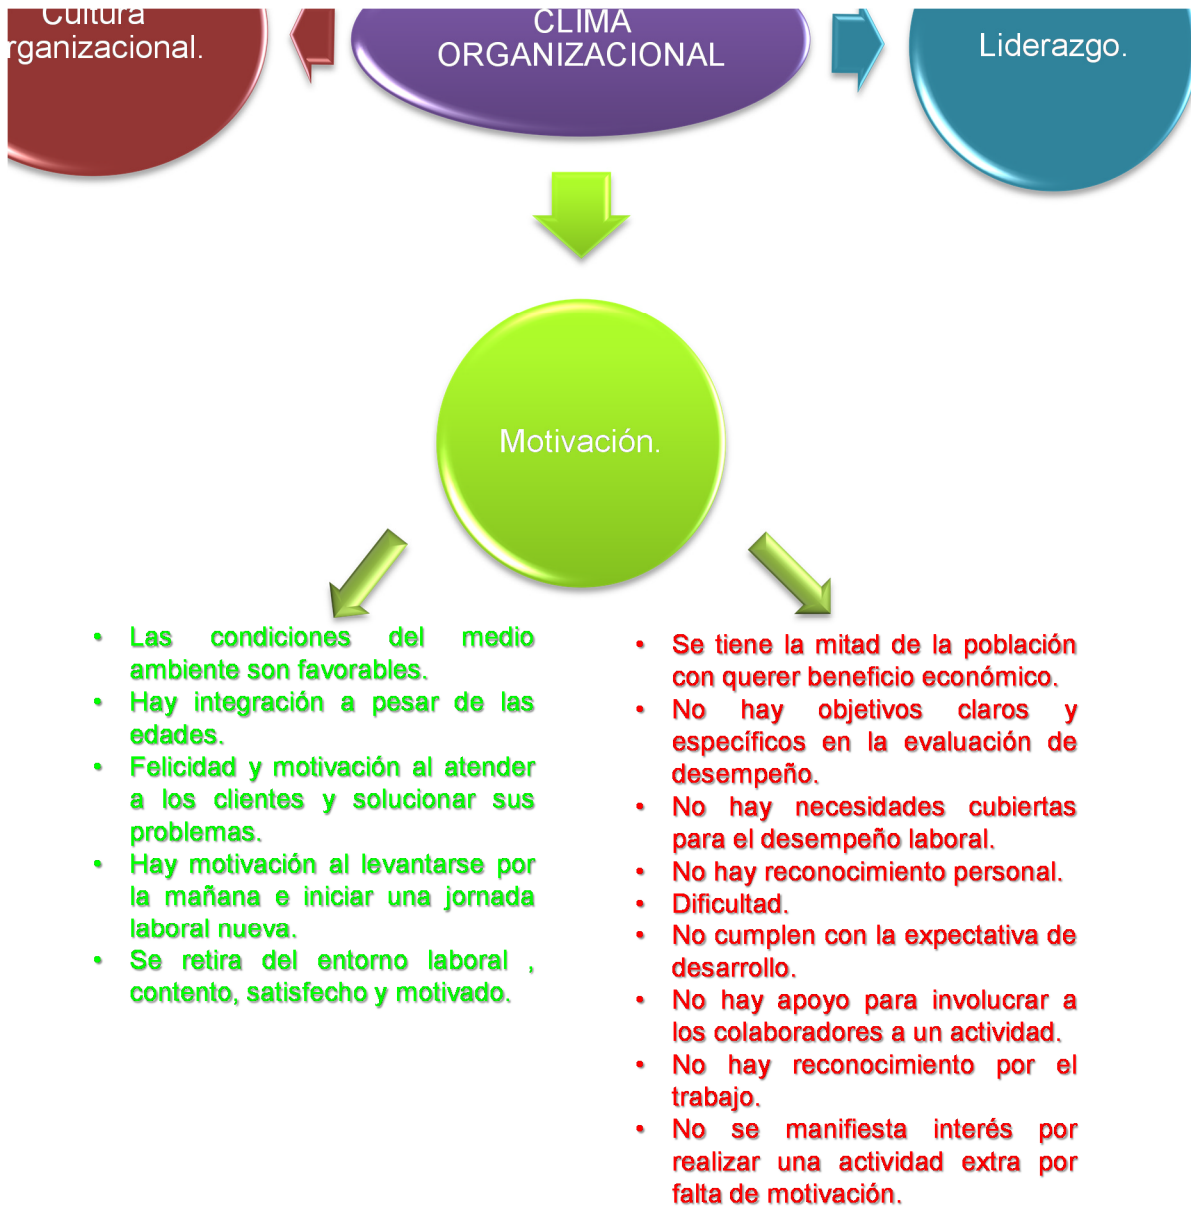 Cultura
rganizacional.
CLIMA
ORGANIZACIONAL
Liderazgo.
Motivación.
• Las condiciones del medio
ambiente son favorables.
• Hay integración a pesar de las
edades.
• Felicidad y motivación al atender
a los clientes y solucionar sus
problemas.
• Hay motivación al levantarse por
la mañana e iniciar una jornada
laboral nueva.
• Se retira del entorno laboral ,
contento, satisfecho y motivado.
• Se tiene la mitad de la población
con querer beneficio económico.
• No hay objetivos claros y
específicos en la evaluación de
desempeño.
• No hay necesidades cubiertas
para el desempeño laboral.
• No hay reconocimiento personal.
• Dificultad.
• No cumplen con la expectativa de
desarrollo.
• No hay apoyo para involucrar a
los colaboradores a un actividad.
• No hay reconocimiento por el
trabajo.
• No se manifiesta interés por
realizar una actividad extra por
falta de motivación.